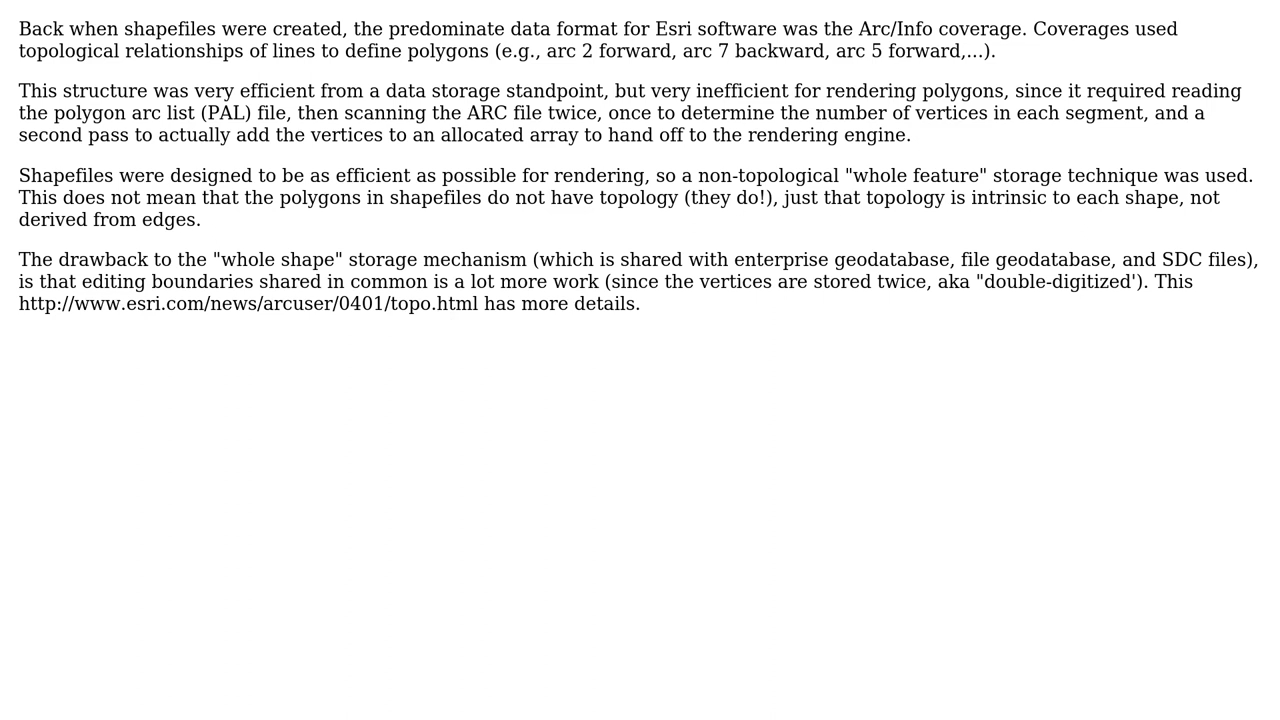 Back when shapefiles were created, the predominate data format for Esri software was the Arc/Info coverage. Coverages used
topological relationships of lines to define polygons (e.g., arc 2 forward, arc 7 backward, arc 5 forward,...).
This structure was very efficient from a data storage standpoint, but very inefficient for rendering polygons, since it required reading
the polygon arc list (PAL) file, then scanning the ARC file twice, once to determine the number of vertices in each segment, and a
second pass to actually add the vertices to an allocated array to hand off to the rendering engine.
Shapefiles were designed to be as efficient as possible for rendering, so a non-topological "whole feature" storage technique was used.
This does not mean that the polygons in shapefiles do not have topology (they do!), just that topology is intrinsic to each shape, not
derived from edges.
The drawback to the "whole shape" storage mechanism (which is shared with enterprise geodatabase, file geodatabase, and SDC files),
is that editing boundaries shared in common is a lot more work (since the vertices are stored twice, aka "double-digitized'). This
http://www.esri.com/news/arcuser/0401/topo.html has more details.